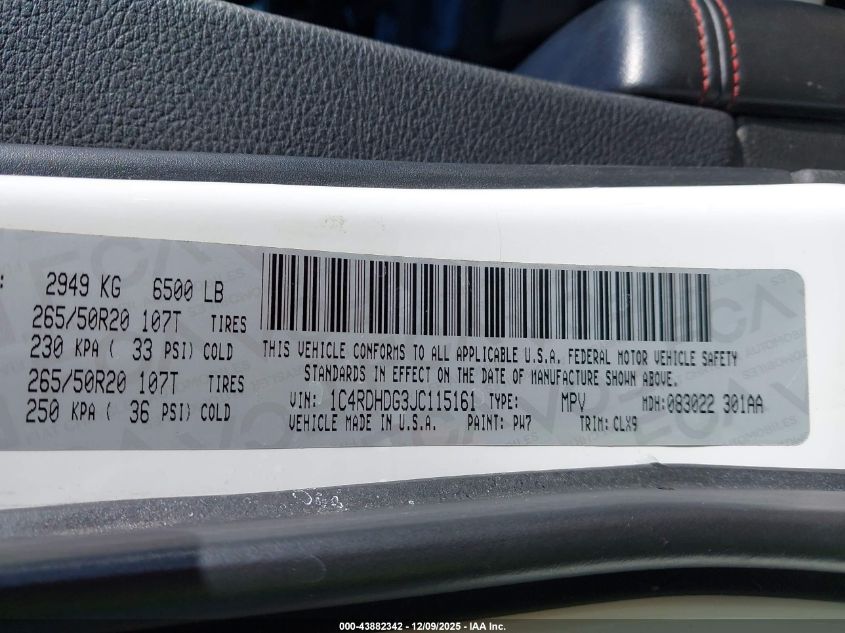 2949 KG 6500 LB
265/50R20 107T TIRES
230 KPA ( 33 PSI) COLD
265/50R20 107T TIRES
250 KPA ( 36 PSI) COLD
THIS VEHICLE CONFORMS TO ALL APPLICABLE U.S.A. FEDERAL MOTOR VEHICLE SAFETY
STANDARDS IN EFFECT ON THE DATE OF MANUFACTURE SHOWN ABOVE.
VIN: 1C4RDHDG3JC115161 TYPE: MPV MDH: 083022 301AA
VEHICLE MADE IN U.S.A. PAINT: PW7 TRIM: CLX9
000-43882342 - 12/09/2025 - IAA Inc.